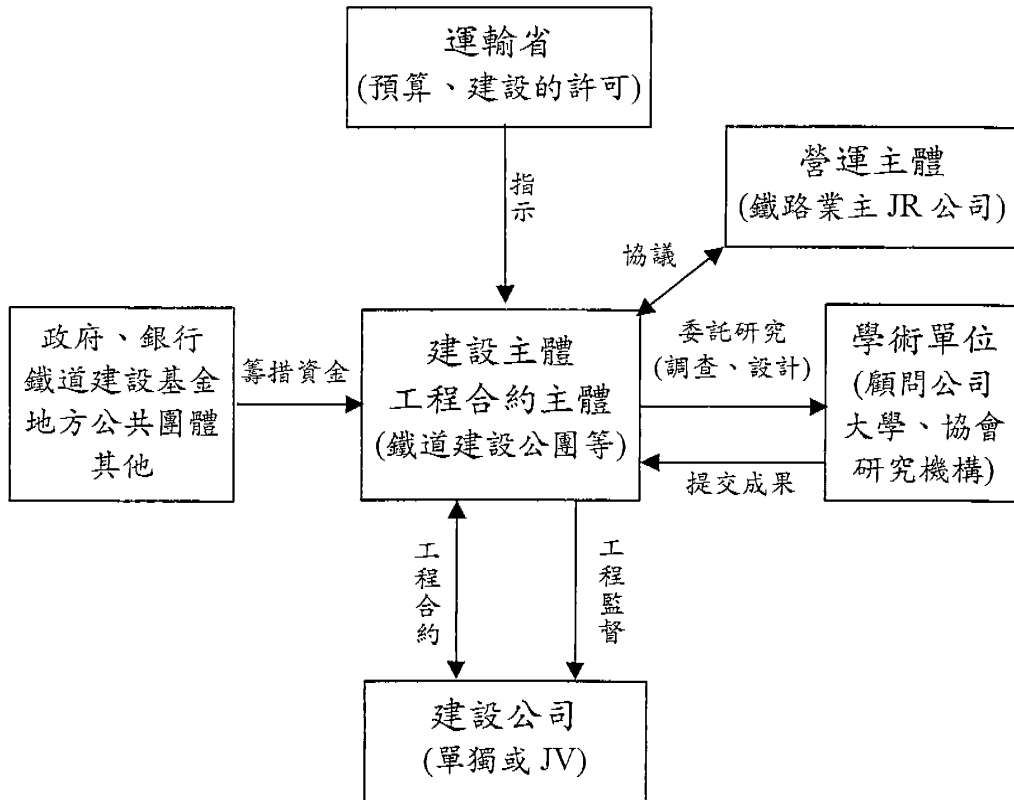 運輸省
(預算、建設的許可)
指示
營運主體
(鐵路業主 JR 公司)
協議
政府、銀行
鐵道建設基金
地方公共團體
其他
籌措資金
建設主體
工程合約主體
(鐵道建設公團等)
委託研究
(調查、設計)
提交成果
學術單位
(顧問公司
大學、協會
研究機構)
工程合約
工程監督
建設公司
(單獨或 JV)